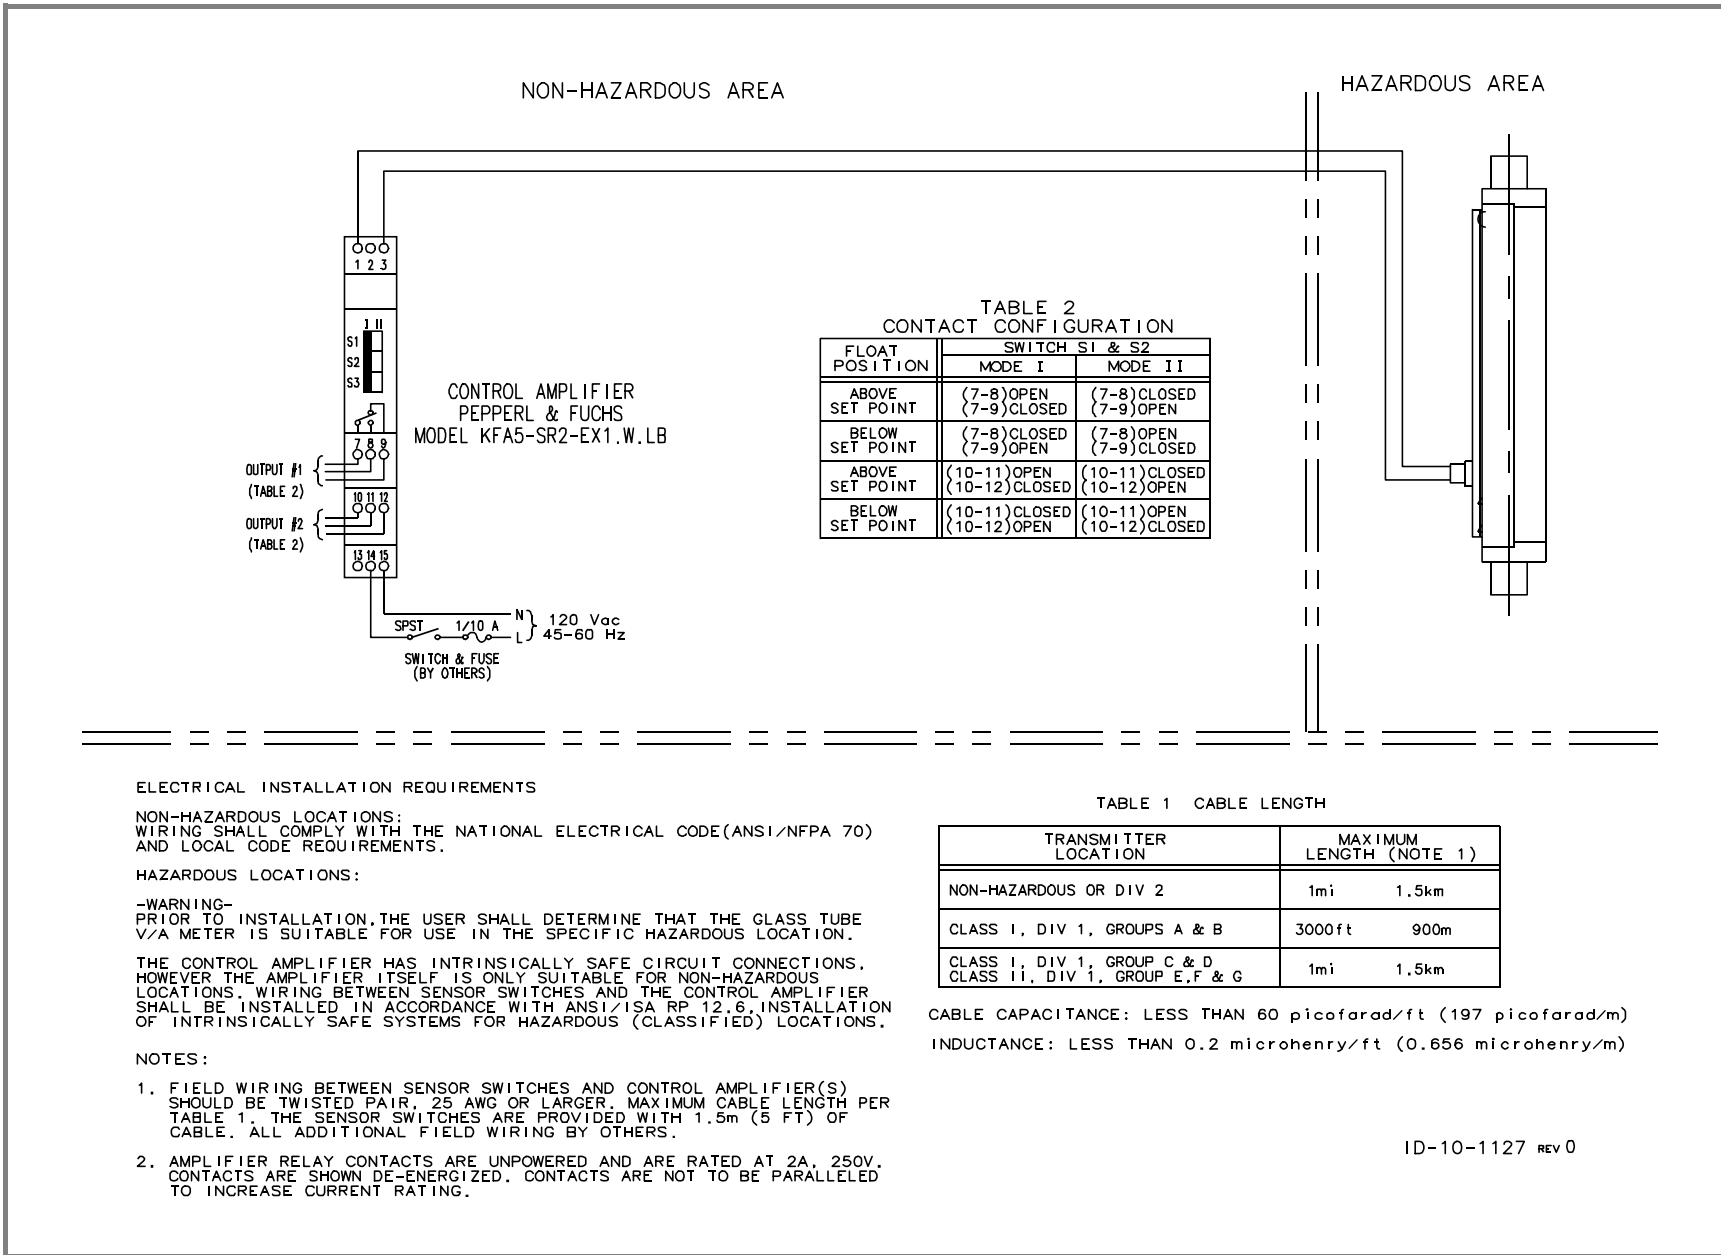 NON-HAZARDOUS AREA
HAZARDOUS AREA
1 2 3
I II
S1
S2
S3
CONTROL AMPLIFIER
PEPPERL & FUCHS
MODEL KFA5-SR2-EX1.W.LB
7 8 9
OUTPUT #1
(TABLE 2)
10 11 12
OUTPUT #2
(TABLE 2)
13 14 15
SPST
1/10 A
N
L
120 Vac
45-60 Hz
SWITCH & FUSE
(BY OTHERS)
TABLE 2
CONTACT CONFIGURATION
FLOAT
POSITION
SWITCH S1 & S2
MODE I
MODE II
ABOVE
SET POINT
(7-8)OPEN
(7-9)CLOSED
(7-8)CLOSED
(7-9)OPEN
BELOW
SET POINT
(7-8)CLOSED
(7-9)OPEN
(7-8)OPEN
(7-9)CLOSED
ABOVE
SET POINT
(10-11)OPEN
(10-12)CLOSED
(10-11)CLOSED
(10-12)OPEN
BELOW
SET POINT
(10-11)CLOSED
(10-12)OPEN
(10-11)OPEN
(10-12)CLOSED
ELECTRICAL INSTALLATION REQUIREMENTS
NON-HAZARDOUS LOCATIONS:
WIRING SHALL COMPLY WITH THE NATIONAL ELECTRICAL CODE(ANSI/NFPA 70)
AND LOCAL CODE REQUIREMENTS.
HAZARDOUS LOCATIONS:
-WARNING-
PRIOR TO INSTALLATION,THE USER SHALL DETERMINE THAT THE GLASS TUBE
V/A METER IS SUITABLE FOR USE IN THE SPECIFIC HAZARDOUS LOCATION.
THE CONTROL AMPLIFIER HAS INTRINSICALLY SAFE CIRCUIT CONNECTIONS,
HOWEVER THE AMPLIFIER ITSELF IS ONLY SUITABLE FOR NON-HAZARDOUS
LOCATIONS. WIRING BETWEEN SENSOR SWITCHES AND THE CONTROL AMPLIFIER
SHALL BE INSTALLED IN ACCORDANCE WITH ANSI/ISA RP 12.6,INSTALLATION
OF INTRINSICALLY SAFE SYSTEMS FOR HAZARDOUS (CLASSIFIED) LOCATIONS.
NOTES:
1. FIELD WIRING BETWEEN SENSOR SWITCHES AND CONTROL AMPLIFIER(S)
SHOULD BE TWISTED PAIR, 25 AWG OR LARGER. MAXIMUM CABLE LENGTH PER
TABLE 1. THE SENSOR SWITCHES ARE PROVIDED WITH 1.5m (5 FT) OF
CABLE. ALL ADDITIONAL FIELD WIRING BY OTHERS.
2. AMPLIFIER RELAY CONTACTS ARE UNPOWERED AND ARE RATED AT 2A, 250V.
CONTACTS ARE SHOWN DE-ENERGIZED. CONTACTS ARE NOT TO BE PARALLELED
TO INCREASE CURRENT RATING.
TABLE 1 CABLE LENGTH
TRANSMITTER
LOCATION
MAXIMUM
LENGTH (NOTE 1)
NON-HAZARDOUS OR DIV 2
1mi 1.5km
CLASS I, DIV 1, GROUPS A & B
3000ft 900m
CLASS I, DIV 1, GROUP C & D
CLASS II, DIV 1, GROUP E,F & G
1mi 1.5km
CABLE CAPACITANCE: LESS THAN 60 picofarad/ft (197 picofarad/m)
INDUCTANCE: LESS THAN 0.2 microhenry/ft (0.656 microhenry/m)
ID-10-1127 REV 0